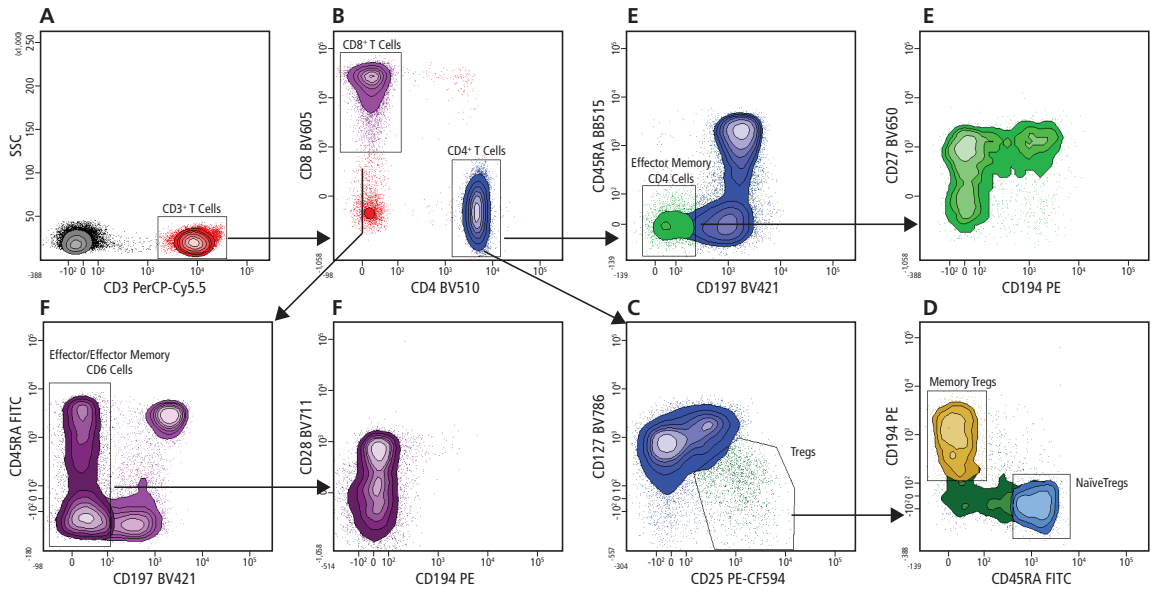 A
(x1,000)
250
200
150
100
50
SSC
CD3⁺ T Cells
-388
-10² 0 10² 10³ 10⁴ 10⁵
CD3 PerCP-Cy5.5
B
CD8⁺ T Cells
CD4⁺ T Cells
10⁵
10⁴
10³
0
-1,058
CD8 BV605
-98
0 10² 10³ 10⁴ 10⁵
CD4 BV510
E
10⁵
10⁴
10³
10²
0
-139
CD45RA BB515
Effector Memory
CD4 Cells
-139
0 10² 10³ 10⁴ 10⁵
CD197 BV421
E
10⁵
10⁴
10³
10²
0
-1,058
CD27 BV650
-388
-10² 0 10² 10³ 10⁴ 10⁵
CD194 PE
F
Effector/Effector Memory
CD6 Cells
10⁵
10⁴
10³
10²
0
-10²
-180
CD45RA FITC
-98
0 10² 10³ 10⁴ 10⁵
CD197 BV421
F
10⁵
10⁴
10³
10²
0
-1,058
CD28 BV711
-514
-10² 0 10² 10³ 10⁴ 10⁵
CD194 PE
C
Tregs
10⁵
10⁴
10³
10²
0
-10²
-557
CD127 BV786
-304
0 10² 10³ 10⁴ 10⁵
CD25 PE-CF594
D
Memory Tregs
NaïveTregs
10⁵
10⁴
10³
10²
0
-10²
-388
CD194 PE
-139
0 10² 10³ 10⁴ 10⁵
CD45RA FITC